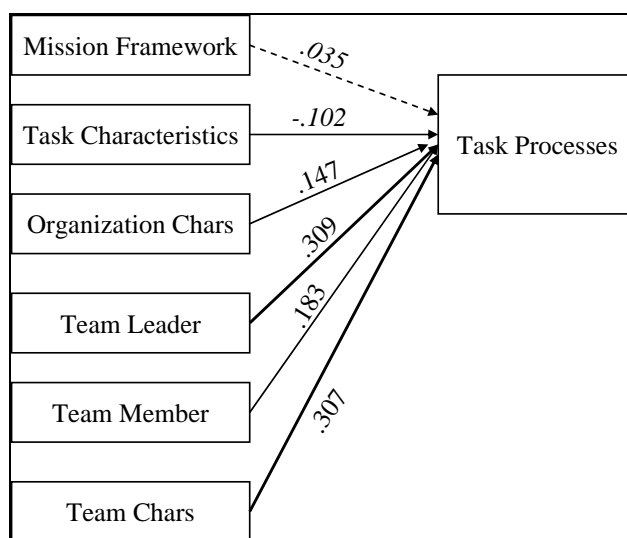 Mission Framework
.035
Task Characteristics
-.102
Task Processes
Organization Chars
.147
Team Leader
.309
Team Member
.183
Team Chars
.307